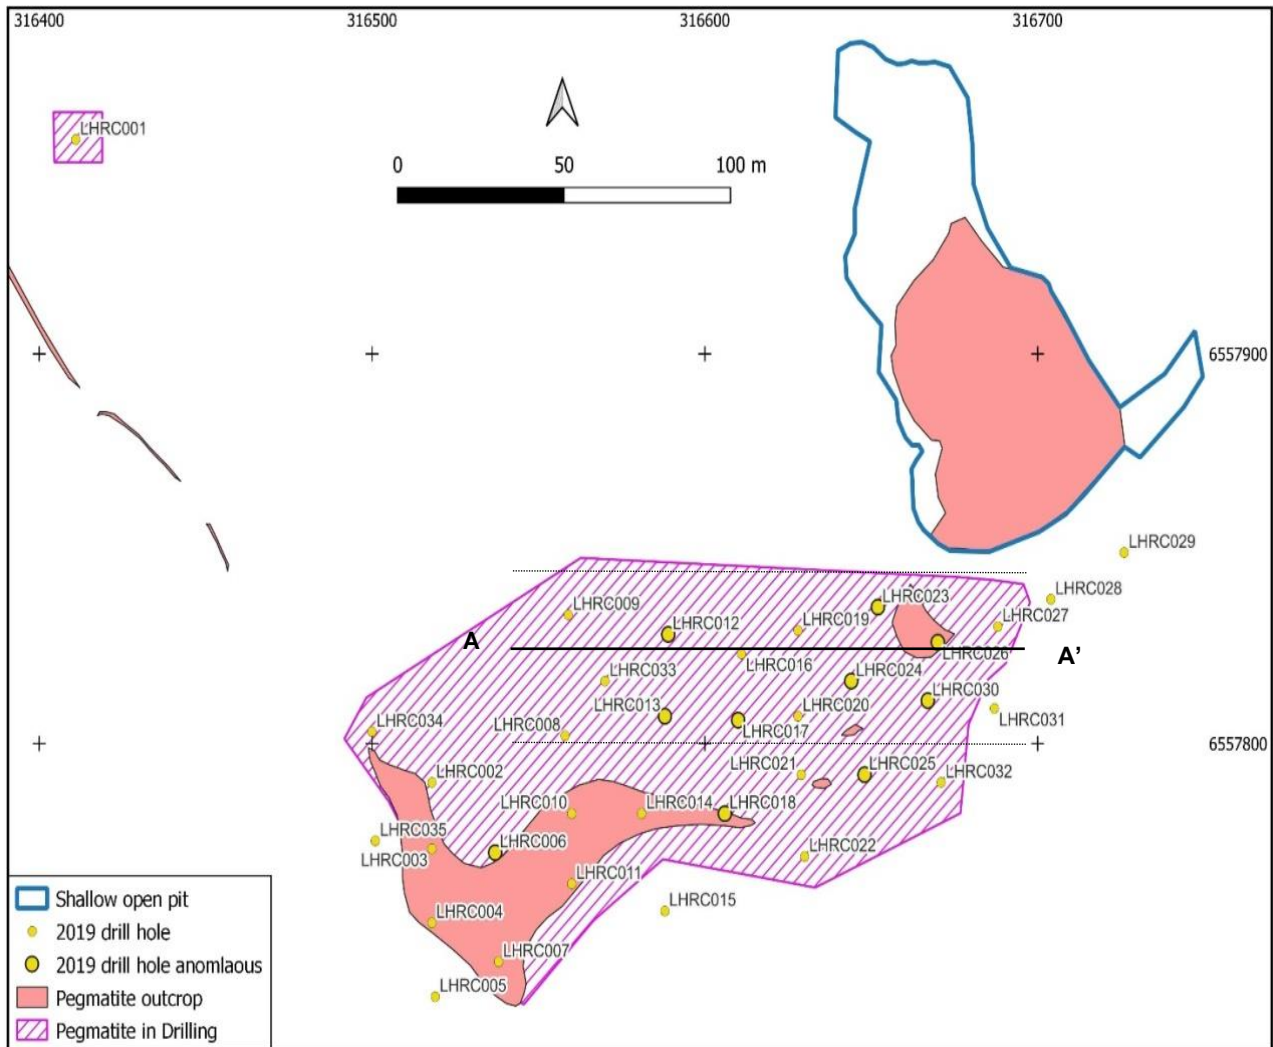 316400 316500 316600 316700
LHRC001
0 50 100 m
6557900
LHRC029
LHRC028
LHRC023
LHRC009
LHRC019
LHRC027
LHRC012
A
LHRC026
A’
LHRC016
LHRC033
LHRC024
LHRC030
LHRC013
LHRC020
LHRC031
LHRC034
LHRC008
LHRC017
6557800
LHRC021
LHRC025
LHRC002
LHRC032
LHRC010
LHRC014
LHRC018
LHRC035
LHRC003
LHRC006
LHRC022
LHRC011
LHRC015
LHRC004
LHRC007
LHRC005
Shallow open pit
2019 drill hole
2019 drill hole anomlaous
Pegmatite outcrop
Pegmatite in Drilling